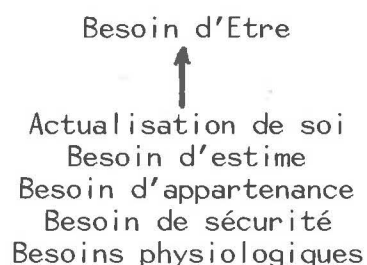 Besoin d'Etre
Actualisation de soi
Besoin d'estime
Besoin d'appartenance
Besoin de sécurité
Besoins physiologiques